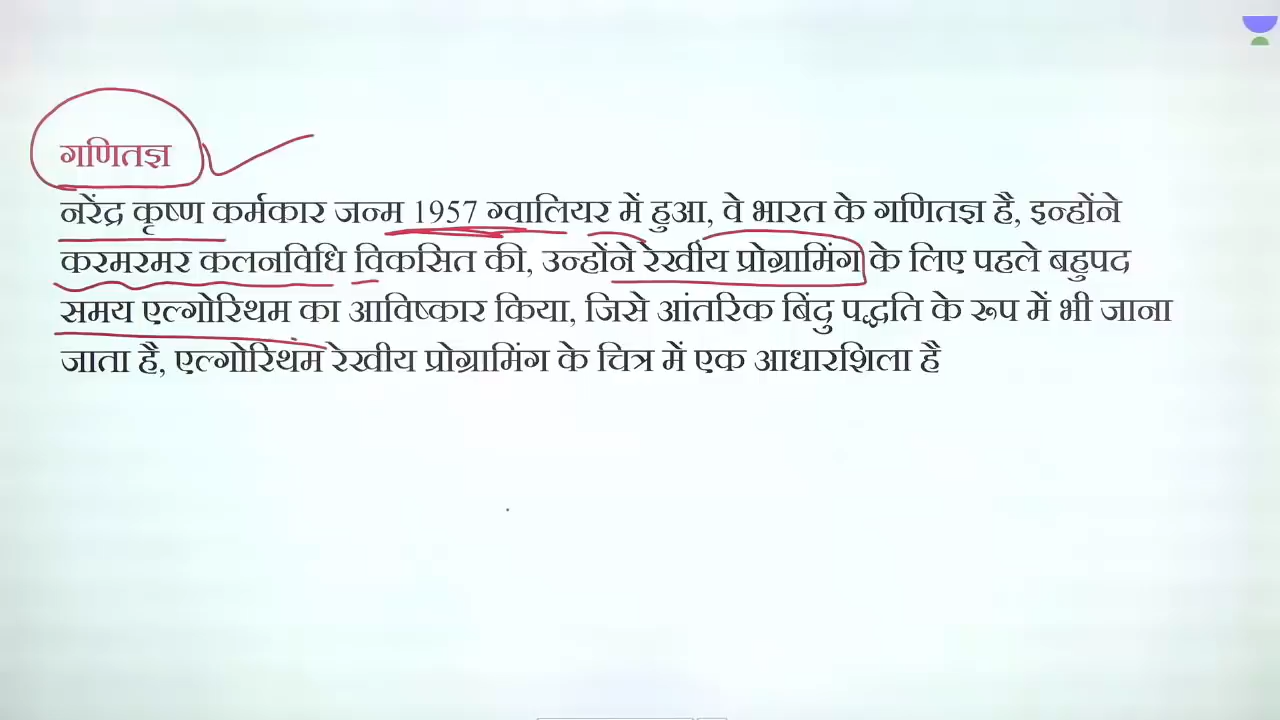 गणितज्ञ
नरेंद्र कृष्ण कर्मकार जन्म 1957 ग्वालियर में हुआ, वे भारत के गणितज्ञ है, इन्होंने
करमरमर कलनविधि विकसित की, उन्होंने रेखीय प्रोग्रामिंग के लिए पहले बहुपद
समय एल्गोरिथम का आविष्कार किया, जिसे आंतरिक बिंदु पद्धति के रूप में भी जाना
जाता है, एल्गोरिथम रेखीय प्रोग्रामिंग के चित्र में एक आधारशिला है